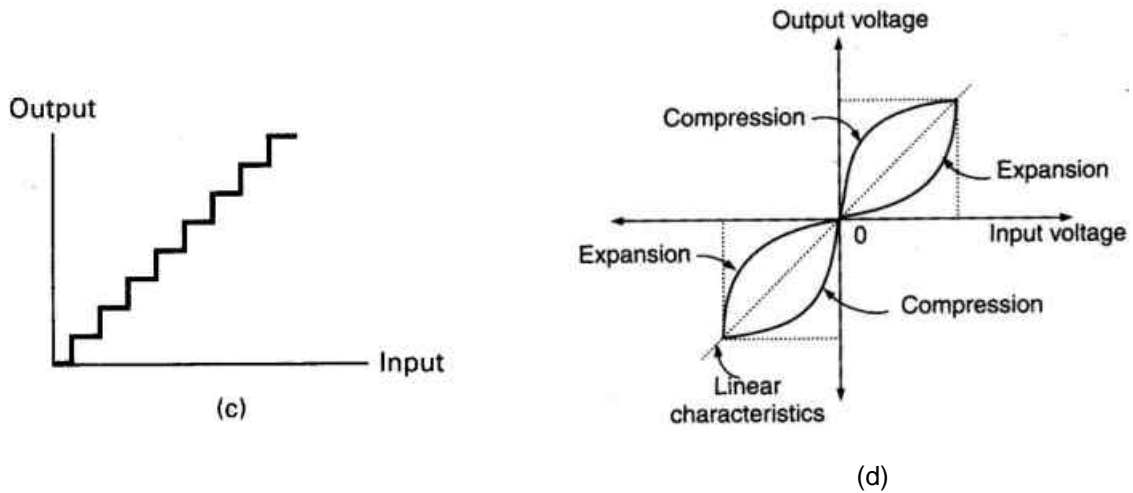 Output
Input
(c)
Output voltage
Compression
Expansion
0
Input voltage
Expansion
Compression
Linear
characteristics
(d)